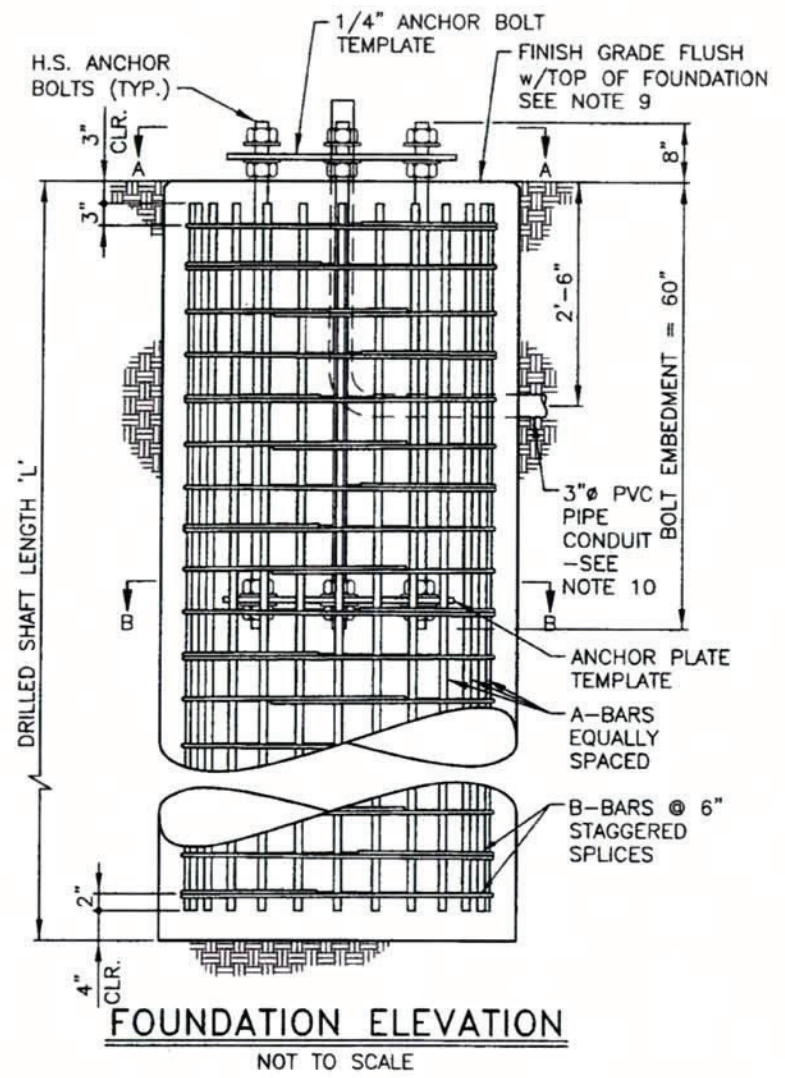 1/4" ANCHOR BOLT
TEMPLATE
H.S. ANCHOR
BOLTS (TYP.)
FINISH GRADE FLUSH
w/TOP OF FOUNDATION
SEE NOTE 9
3"
CLR.
A
A
8"
3"
2'-6"
BOLT EMBEDMENT = 60"
DRILLED SHAFT LENGTH 'L'
3"ø PVC
PIPE
CONDUIT
-SEE
NOTE 10
B
B
ANCHOR PLATE
TEMPLATE
A-BARS
EQUALLY
SPACED
B-BARS @ 6"
STAGGERED
SPLICES
2"
4"
CLR.
FOUNDATION ELEVATION
NOT TO SCALE